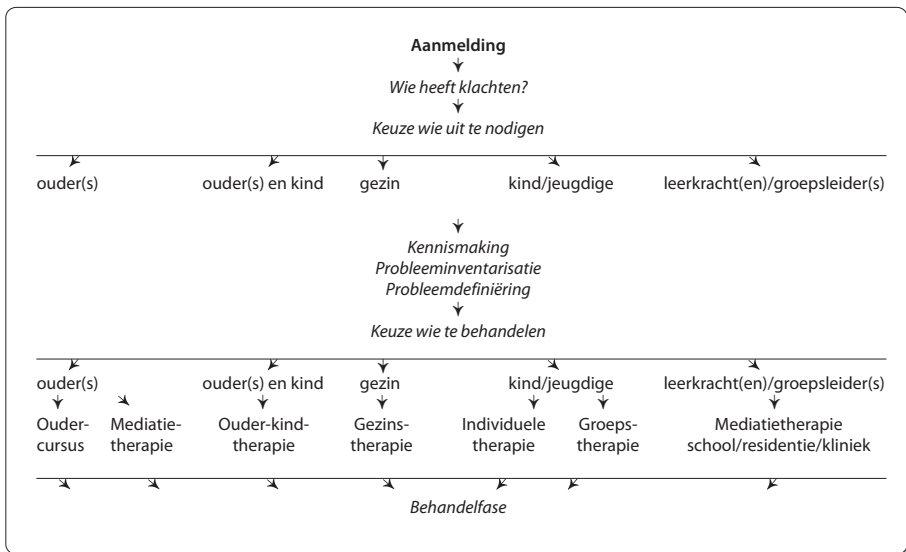 Aanmelding
Wie heeft klachten?
Keuze wie uit te nodigen
ouder(s) ouder(s) en kind gezin kind/jeugdige leerkracht(en)/groepsleider(s)
Kennismaking
Probleeminventarisatie
Probleemdefiniëring
Keuze wie te behandelen
ouder(s) ouder(s) en kind gezin kind/jeugdige leerkracht(en)/groepsleider(s)
Ouder- Mediatie- Ouder-kind- Gezins- Individuele Groeps- Mediatietherapie
cursus therapie therapie therapie therapie therapie school/residentie/kliniek
Behandelfase